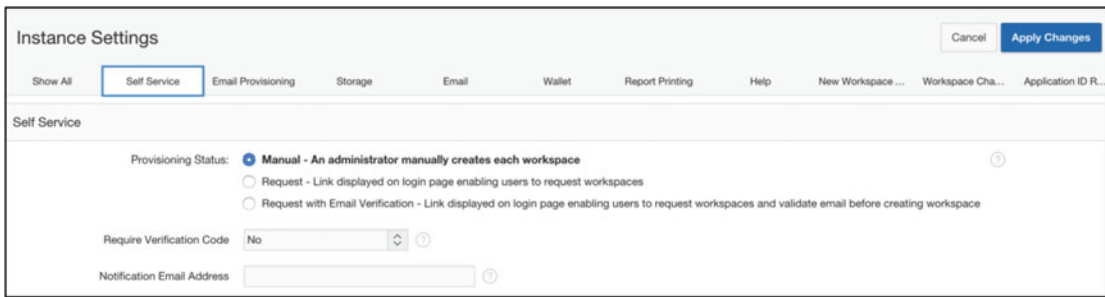 Instance Settings
Cancel
Apply Changes
Show All
Self Service
Email Provisioning
Storage
Email
Wallet
Report Printing
Help
New Workspace ...
Workspace Cha...
Application ID R...
Self Service
Provisioning Status:
Manual - An administrator manually creates each workspace
?
Request - Link displayed on login page enabling users to request workspaces
Request with Email Verification - Link displayed on login page enabling users to request workspaces and validate email before creating workspace
Require Verification Code
No
?
Notification Email Address
?